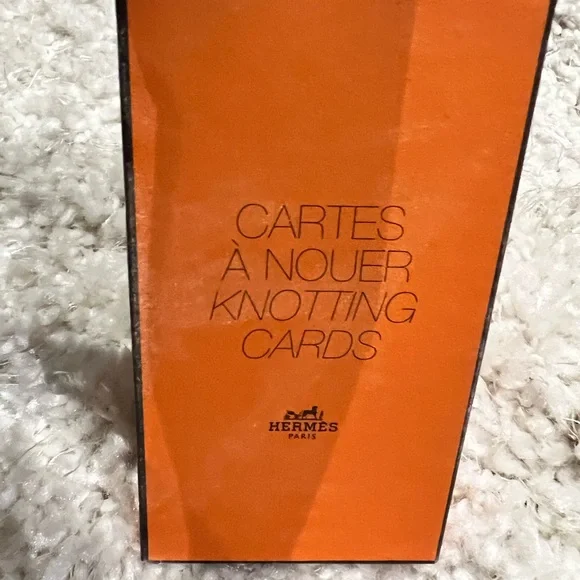 CARTES
À NOUER
KNOTTING
CARDS
HERMÈS
PARIS